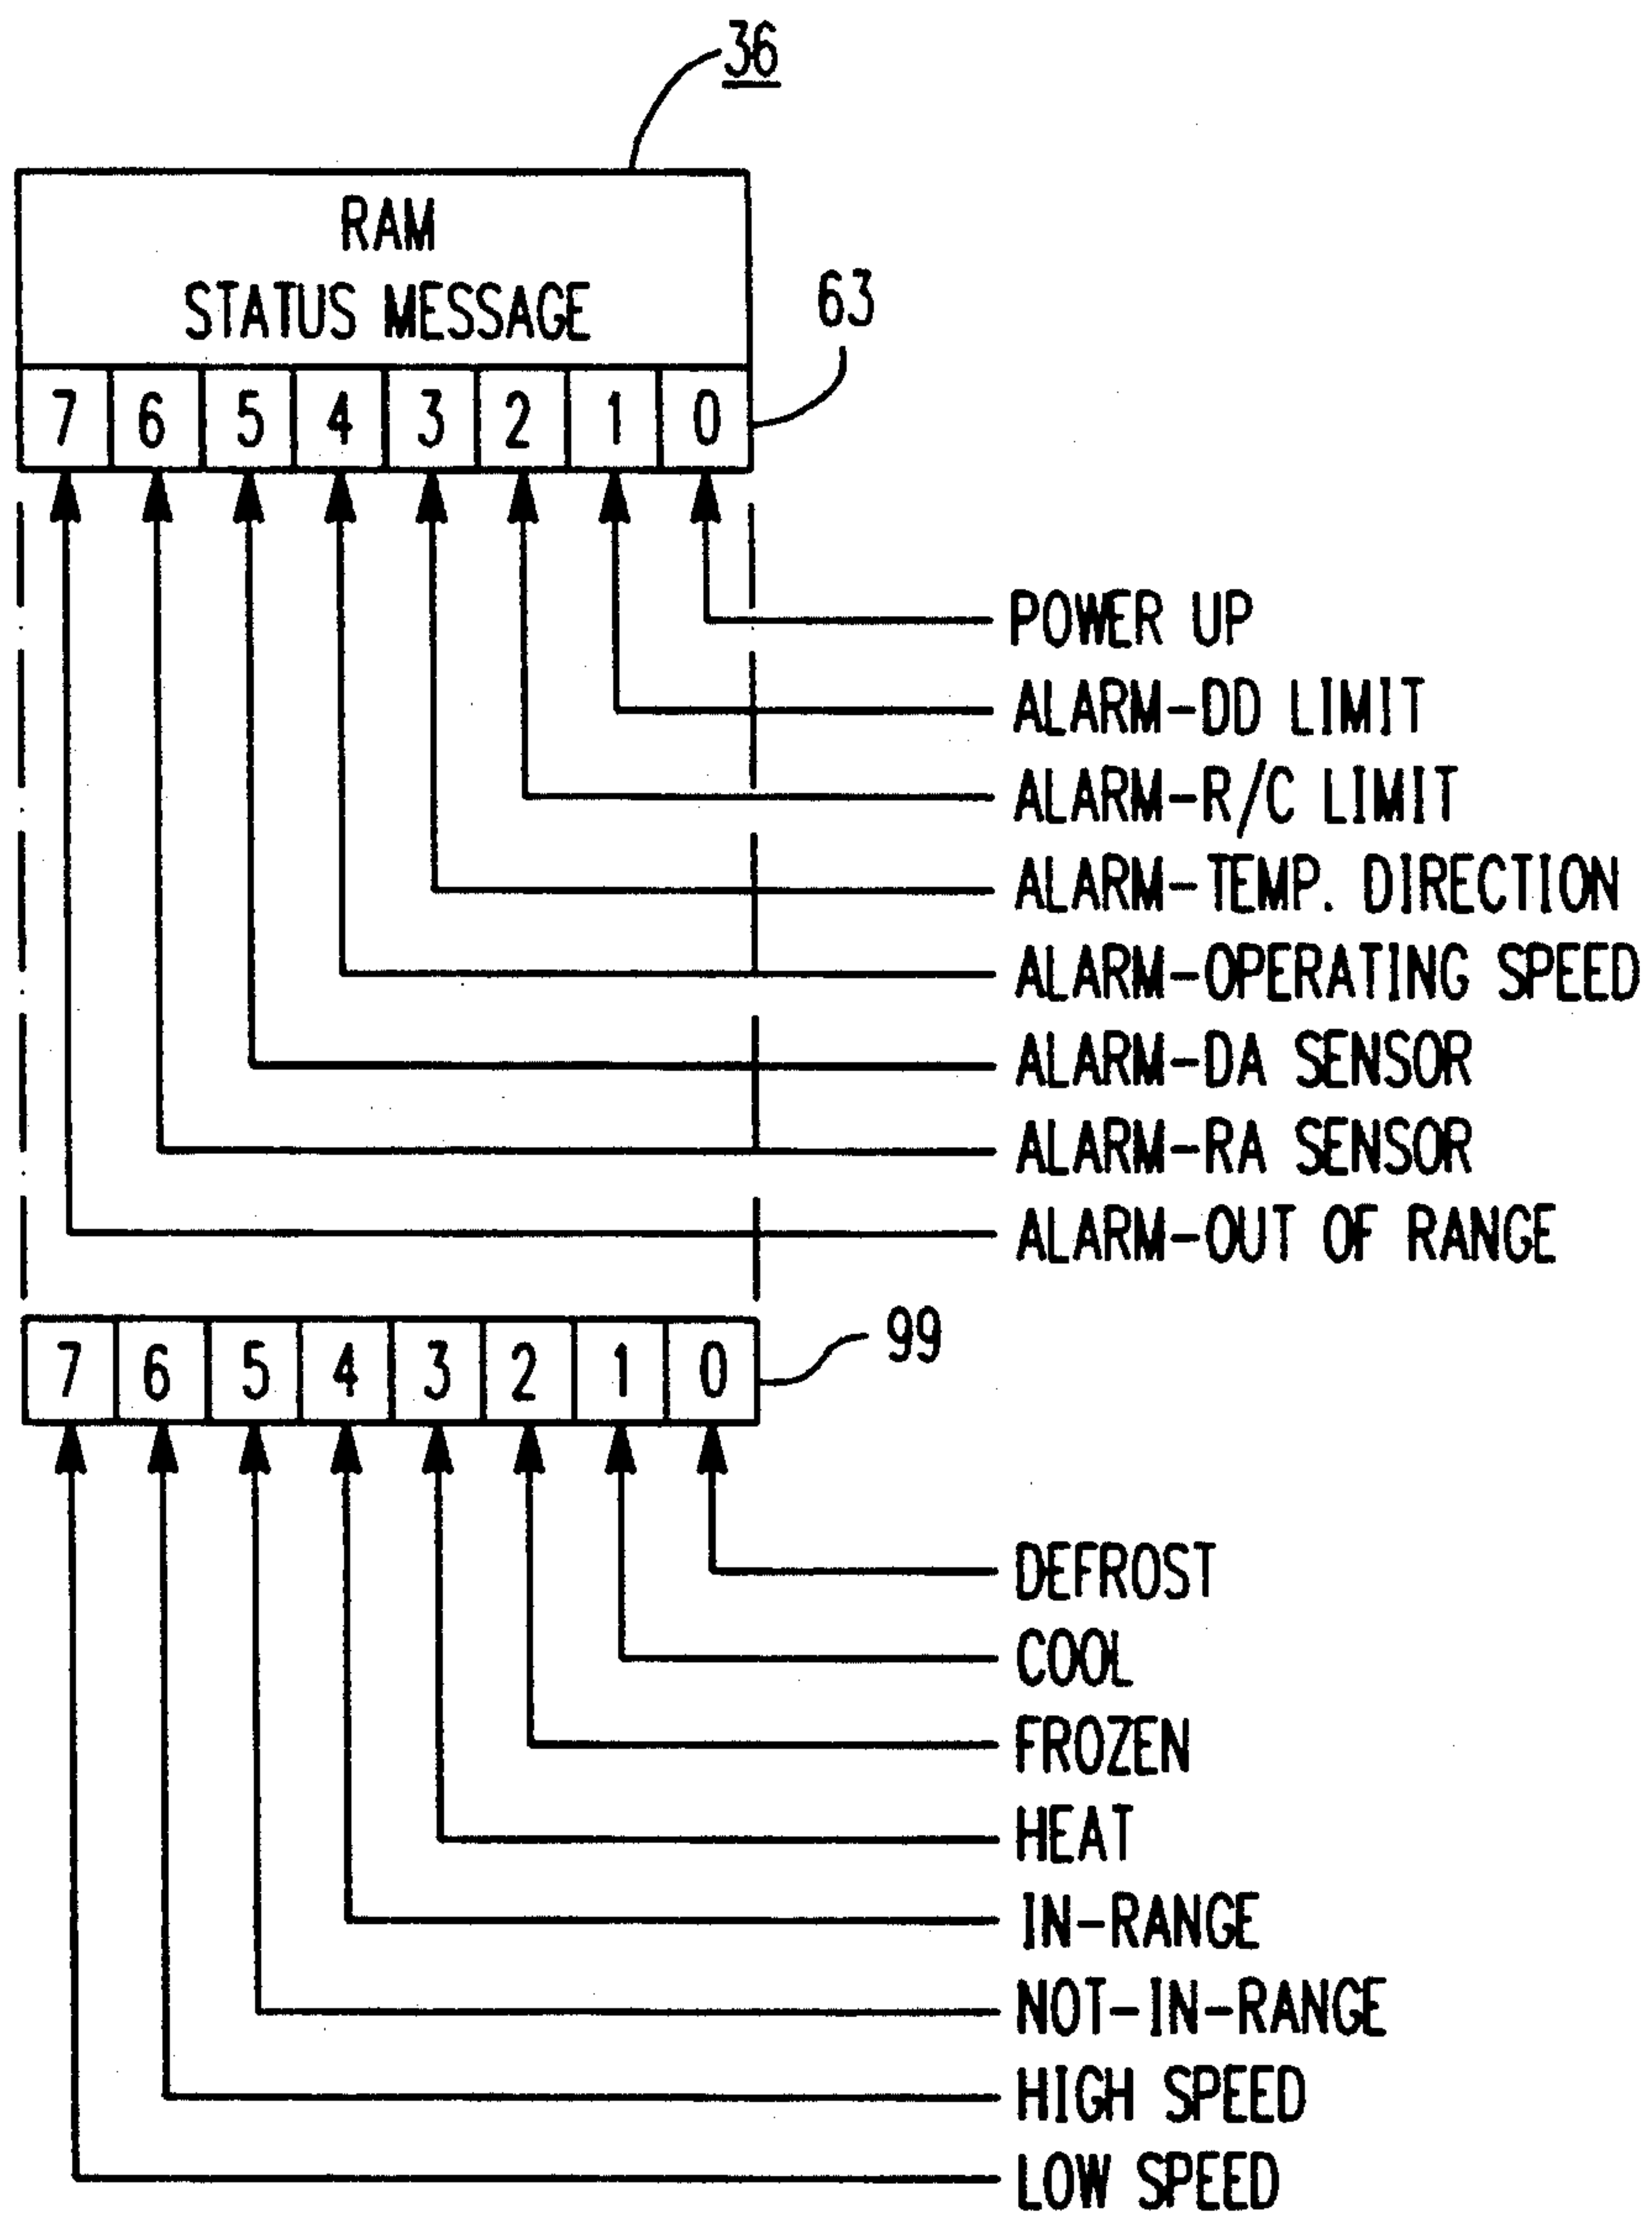 36
RAM
STATUS MESSAGE
63
7 6 5 4 3 2 1 0
POWER UP
ALARM-DD LIMIT
ALARM-R/C LIMIT
ALARM-TEMP. DIRECTION
ALARM-OPERATING SPEED
ALARM-DA SENSOR
ALARM-RA SENSOR
ALARM-OUT OF RANGE
99
7 6 5 4 3 2 1 0
DEFROST
COOL
FROZEN
HEAT
IN-RANGE
NOT-IN-RANGE
HIGH SPEED
LOW SPEED